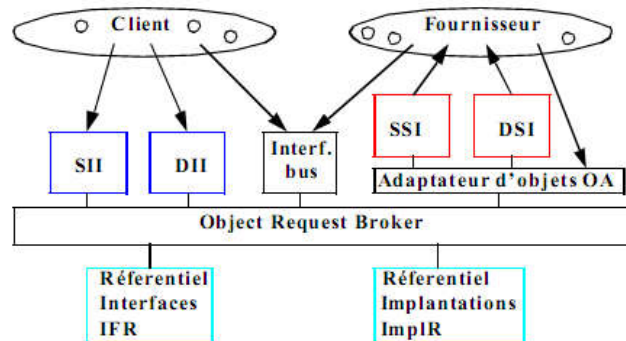 Client
Fournisseur
SII
DII
Interf.
bus
SSI
DSI
Adaptateur d'objets OA
Object Request Broker
Réferentiel
Interfaces
IFR
Réferentiel
Implantations
ImplR